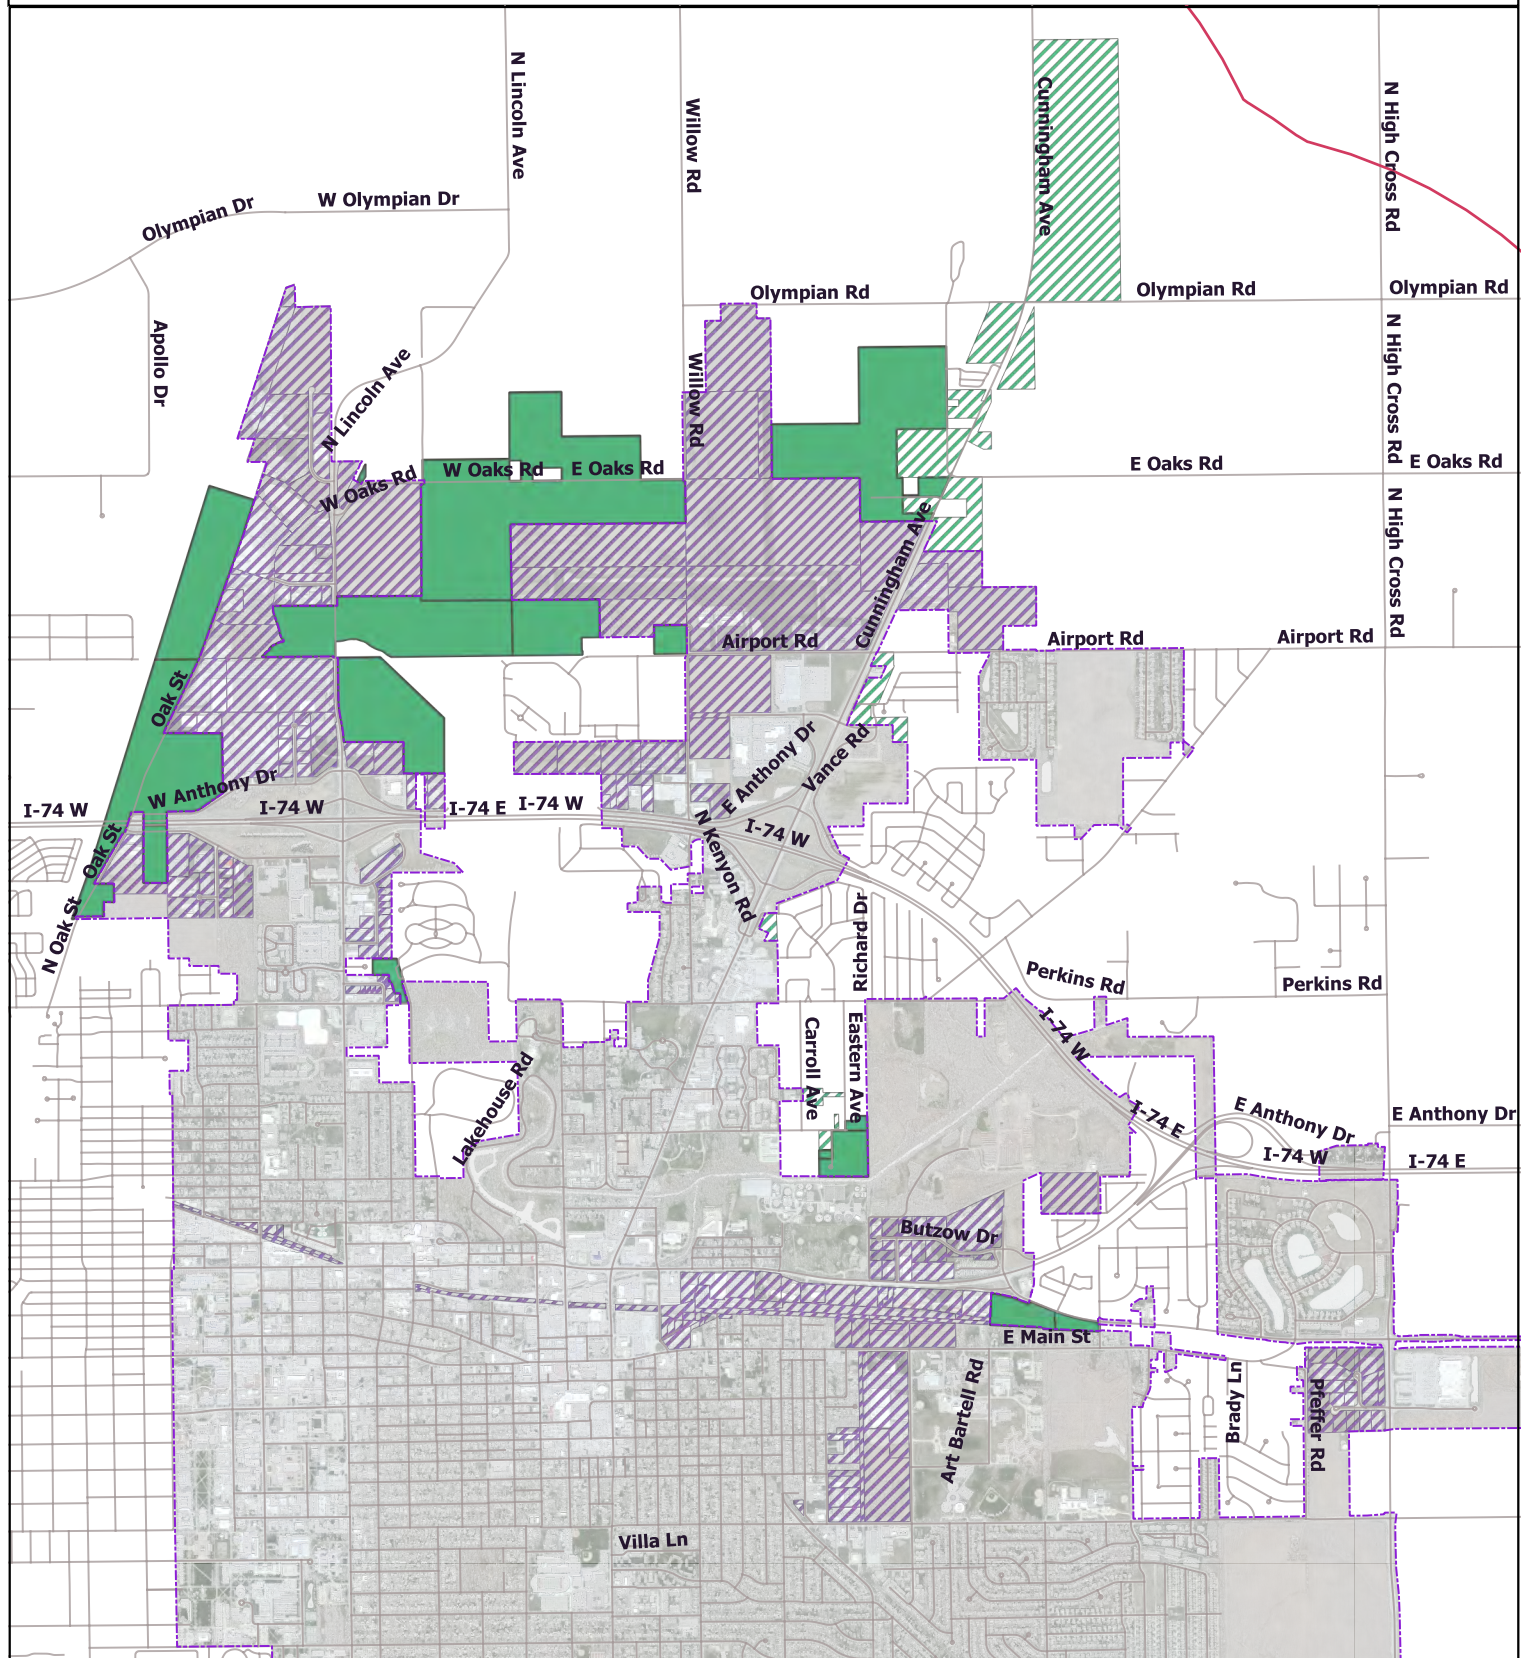 N Lincoln Ave
Willow Rd
Cunningham Ave
N High Cross Rd
Olympian Dr
W Olympian Dr
Olympian Rd
Olympian Rd
Olympian Rd
Apollo Dr
N Lincoln Ave
Willow Rd
N High Cross Rd
W Oaks Rd
W Oaks Rd
E Oaks Rd
E Oaks Rd
E Oaks Rd
Cunningham Ave
N High Cross Rd
Airport Rd
Airport Rd
Airport Rd
Oak St
W Anthony Dr
E Anthony Dr
Vance Rd
I-74 W
I-74 W
I-74 E
I-74 W
I-74 W
Oak St
N Kenyon Rd
N Oak St
Richard Dr
Perkins Rd
Perkins Rd
Carroll Ave
Eastern Ave
I-74 W
Lakehouse Rd
I-74 E
E Anthony Dr
E Anthony Dr
I-74 W
I-74 E
Butzow Dr
E Main St
Art Bartell Rd
Brady Ln
Pfeffer Rd
Villa Ln